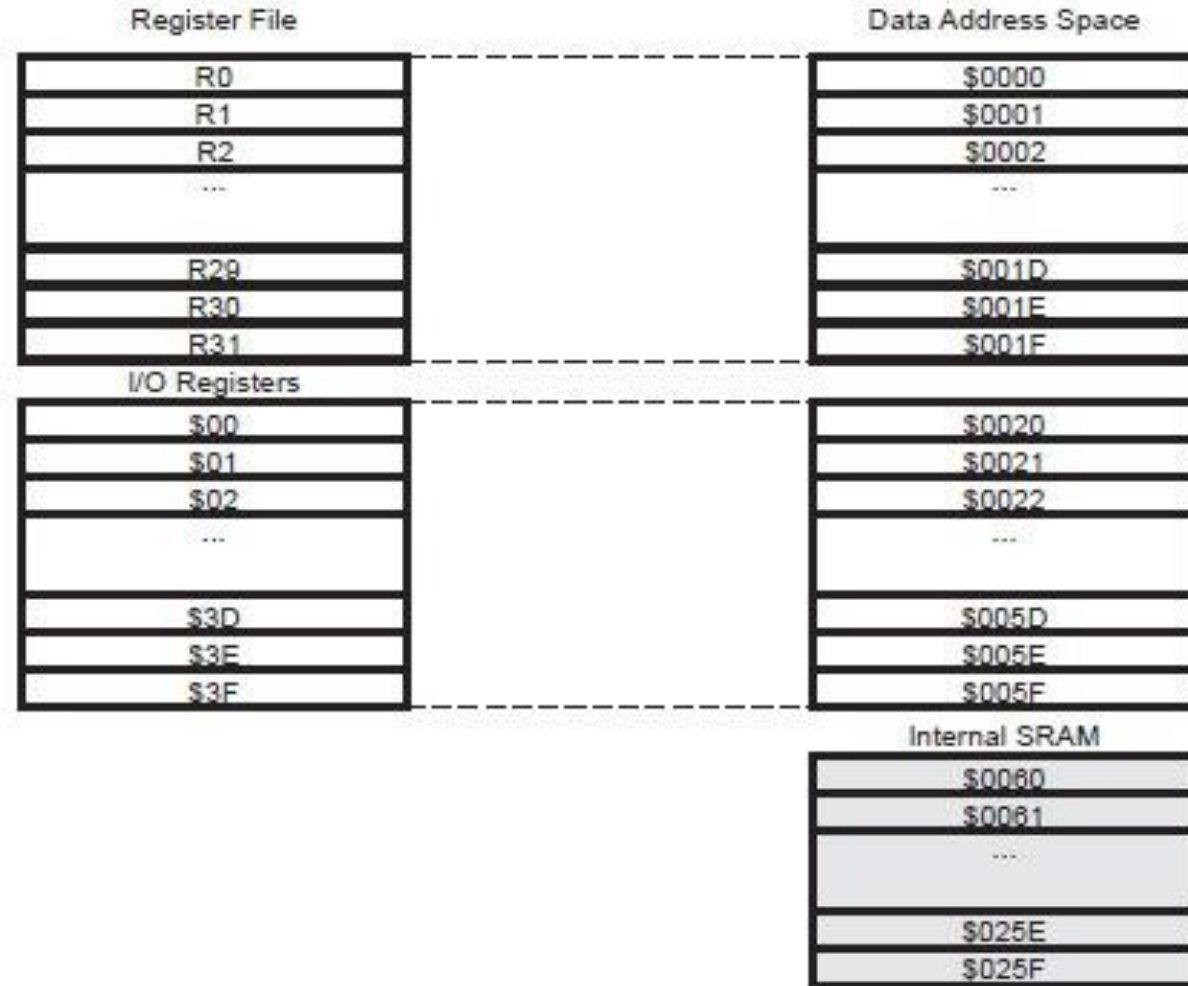 Register File
Data Address Space
R0
$0000
R1
$0001
R2
$0002
...
...
R29
$001D
R30
$001E
R31
$001F
I/O Registers
$00
$0020
$01
$0021
$02
$0022
...
...
$3D
$005D
$3E
$005E
$3F
$005F
Internal SRAM
$0060
$0061
...
$025E
$025F